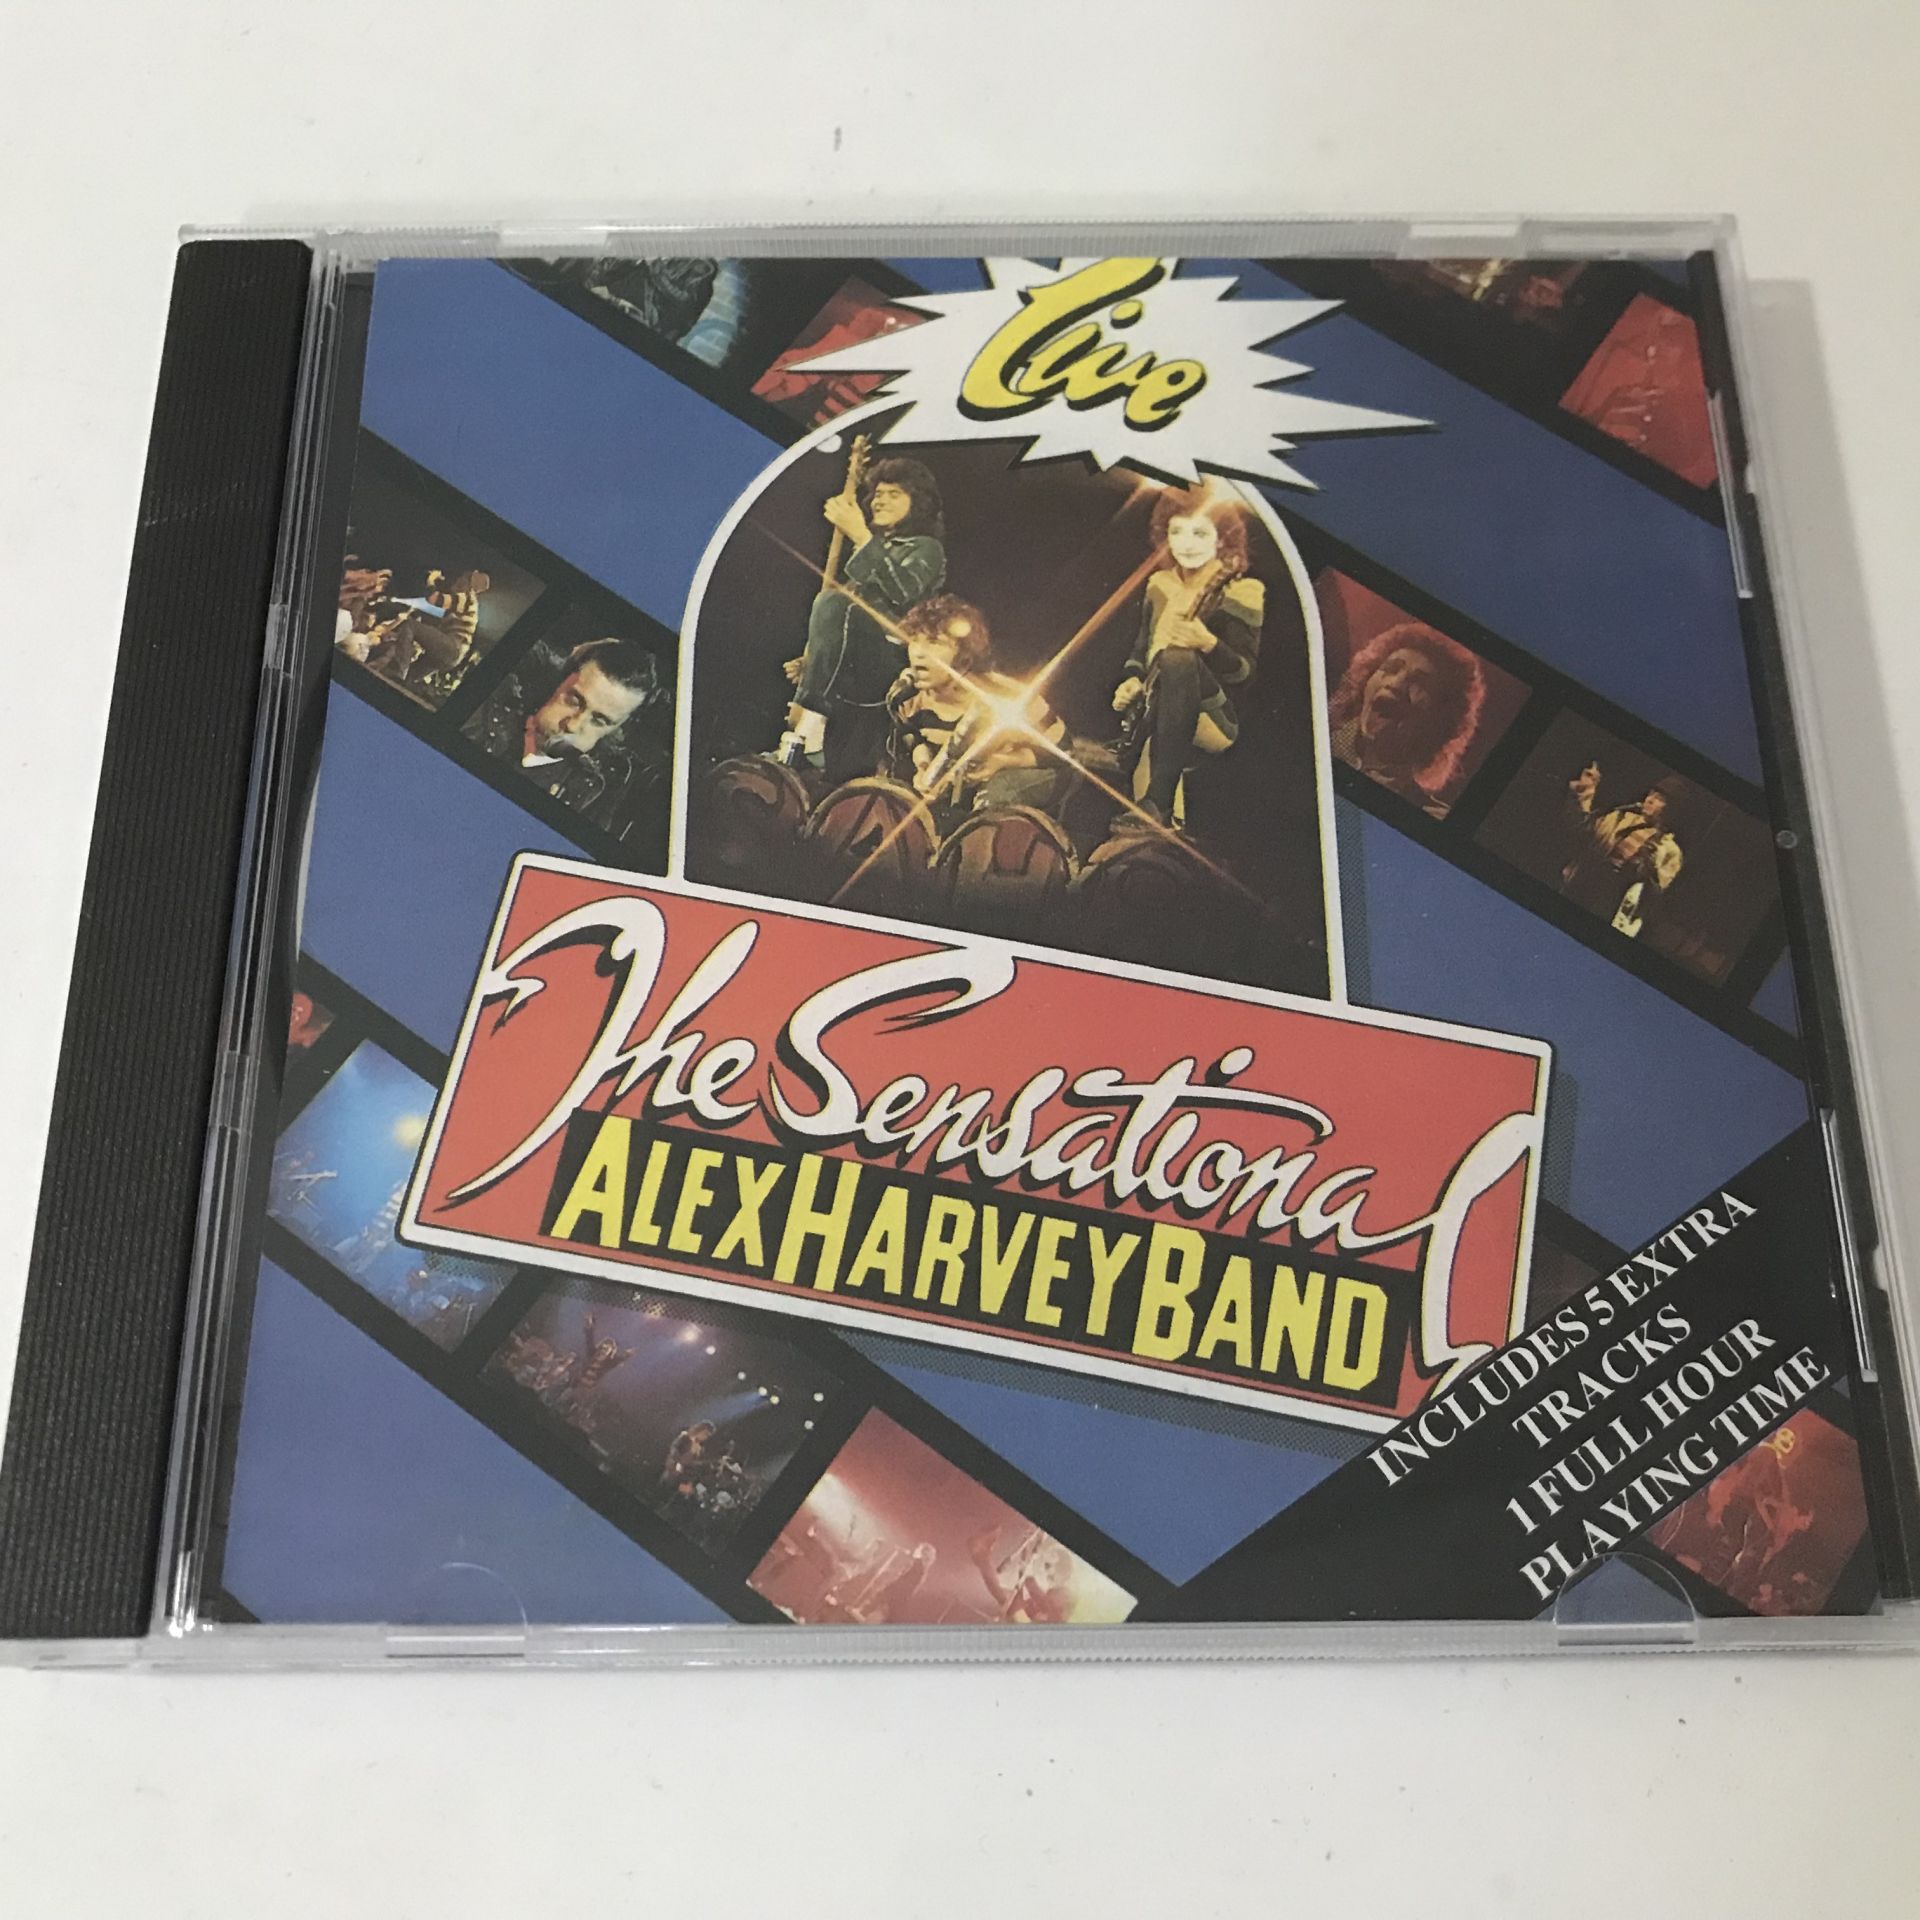 Live
The Sensational
ALEX HARVEY BAND
INCLUDES 5 EXTRA
TRACKS
1 FULL HOUR
PLAYING TIME